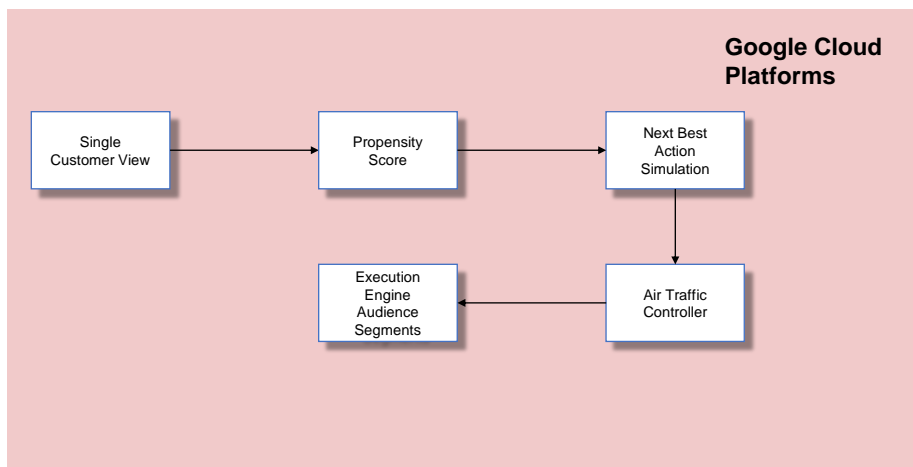 Google Cloud
Platforms
Single
Customer View
Propensity
Score
Next Best
Action
Simulation
Execution
Engine
Audience
Segments
Air Traffic
Controller